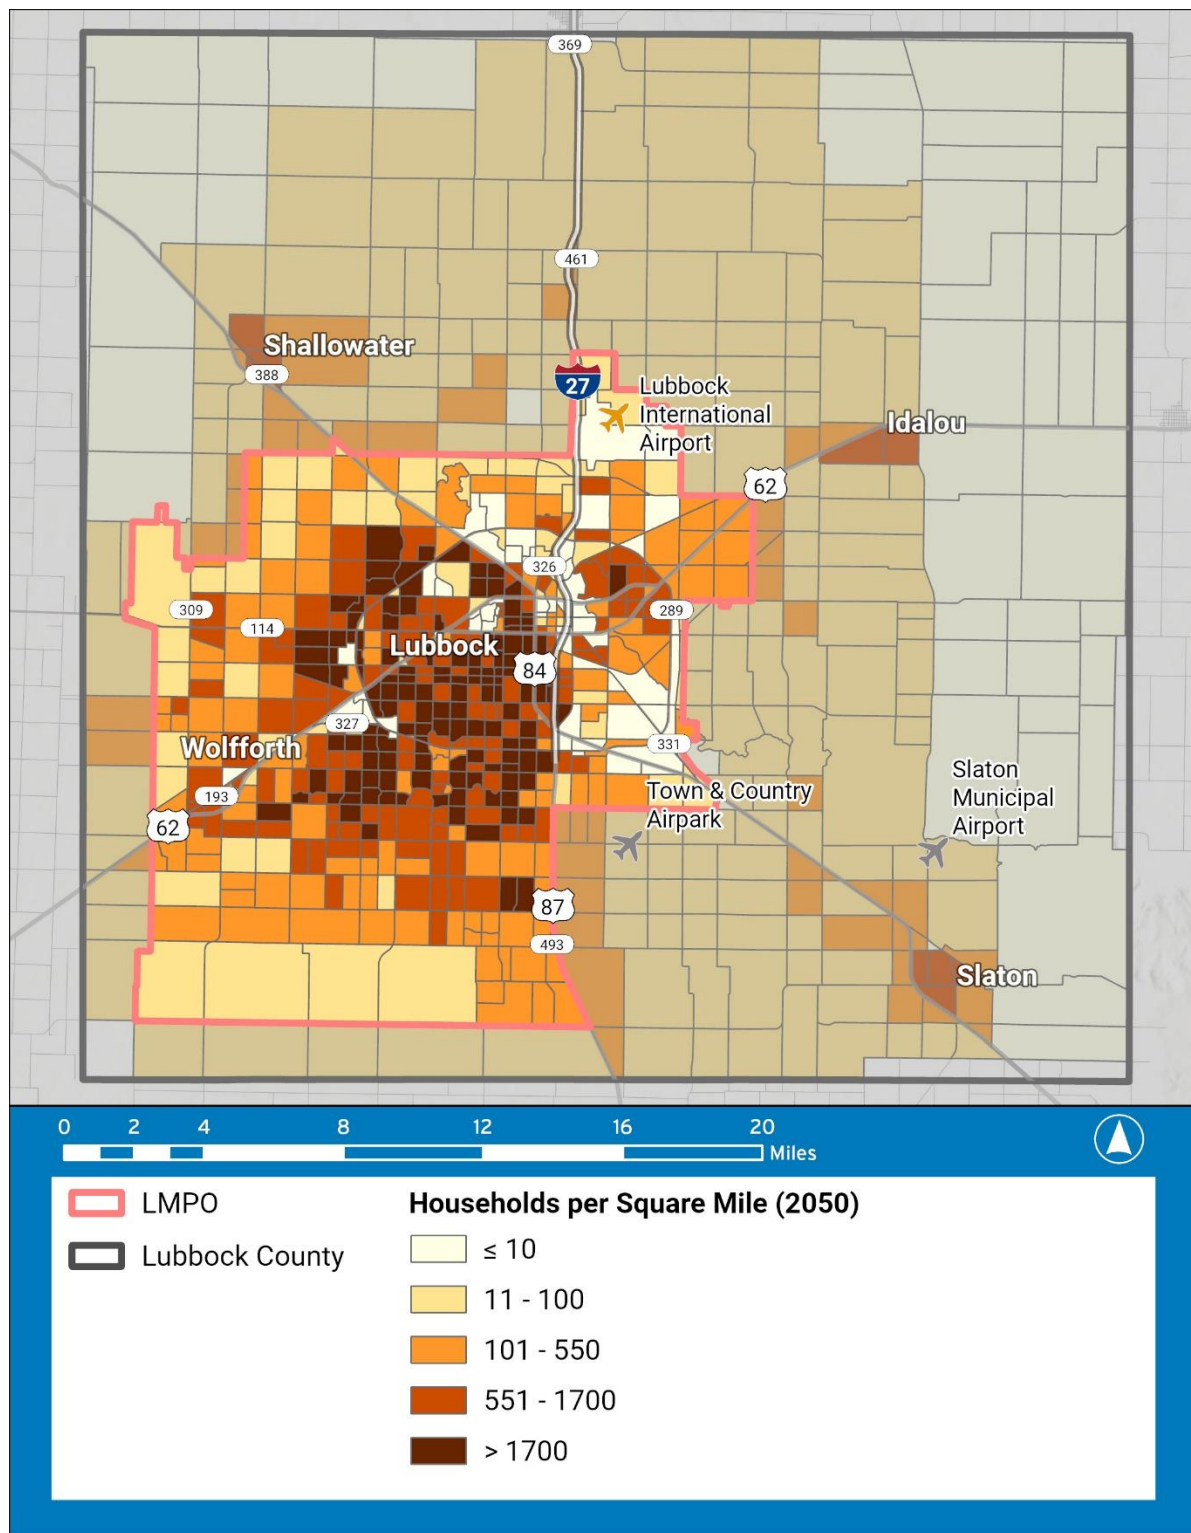 369
461
Shallowater
388
27
Lubbock
International
Airport
Idalou
62
326
309
289
114
Lubbock
84
327
331
Wolfforth
193
Town & Country
Airpark
Slaton
Municipal
Airport
62
87
493
Slaton
0 2 4 8 12 16 20
Miles
LMPO
Lubbock County
Households per Square Mile (2050)
≤ 10
11 - 100
101 - 550
551 - 1700
> 1700